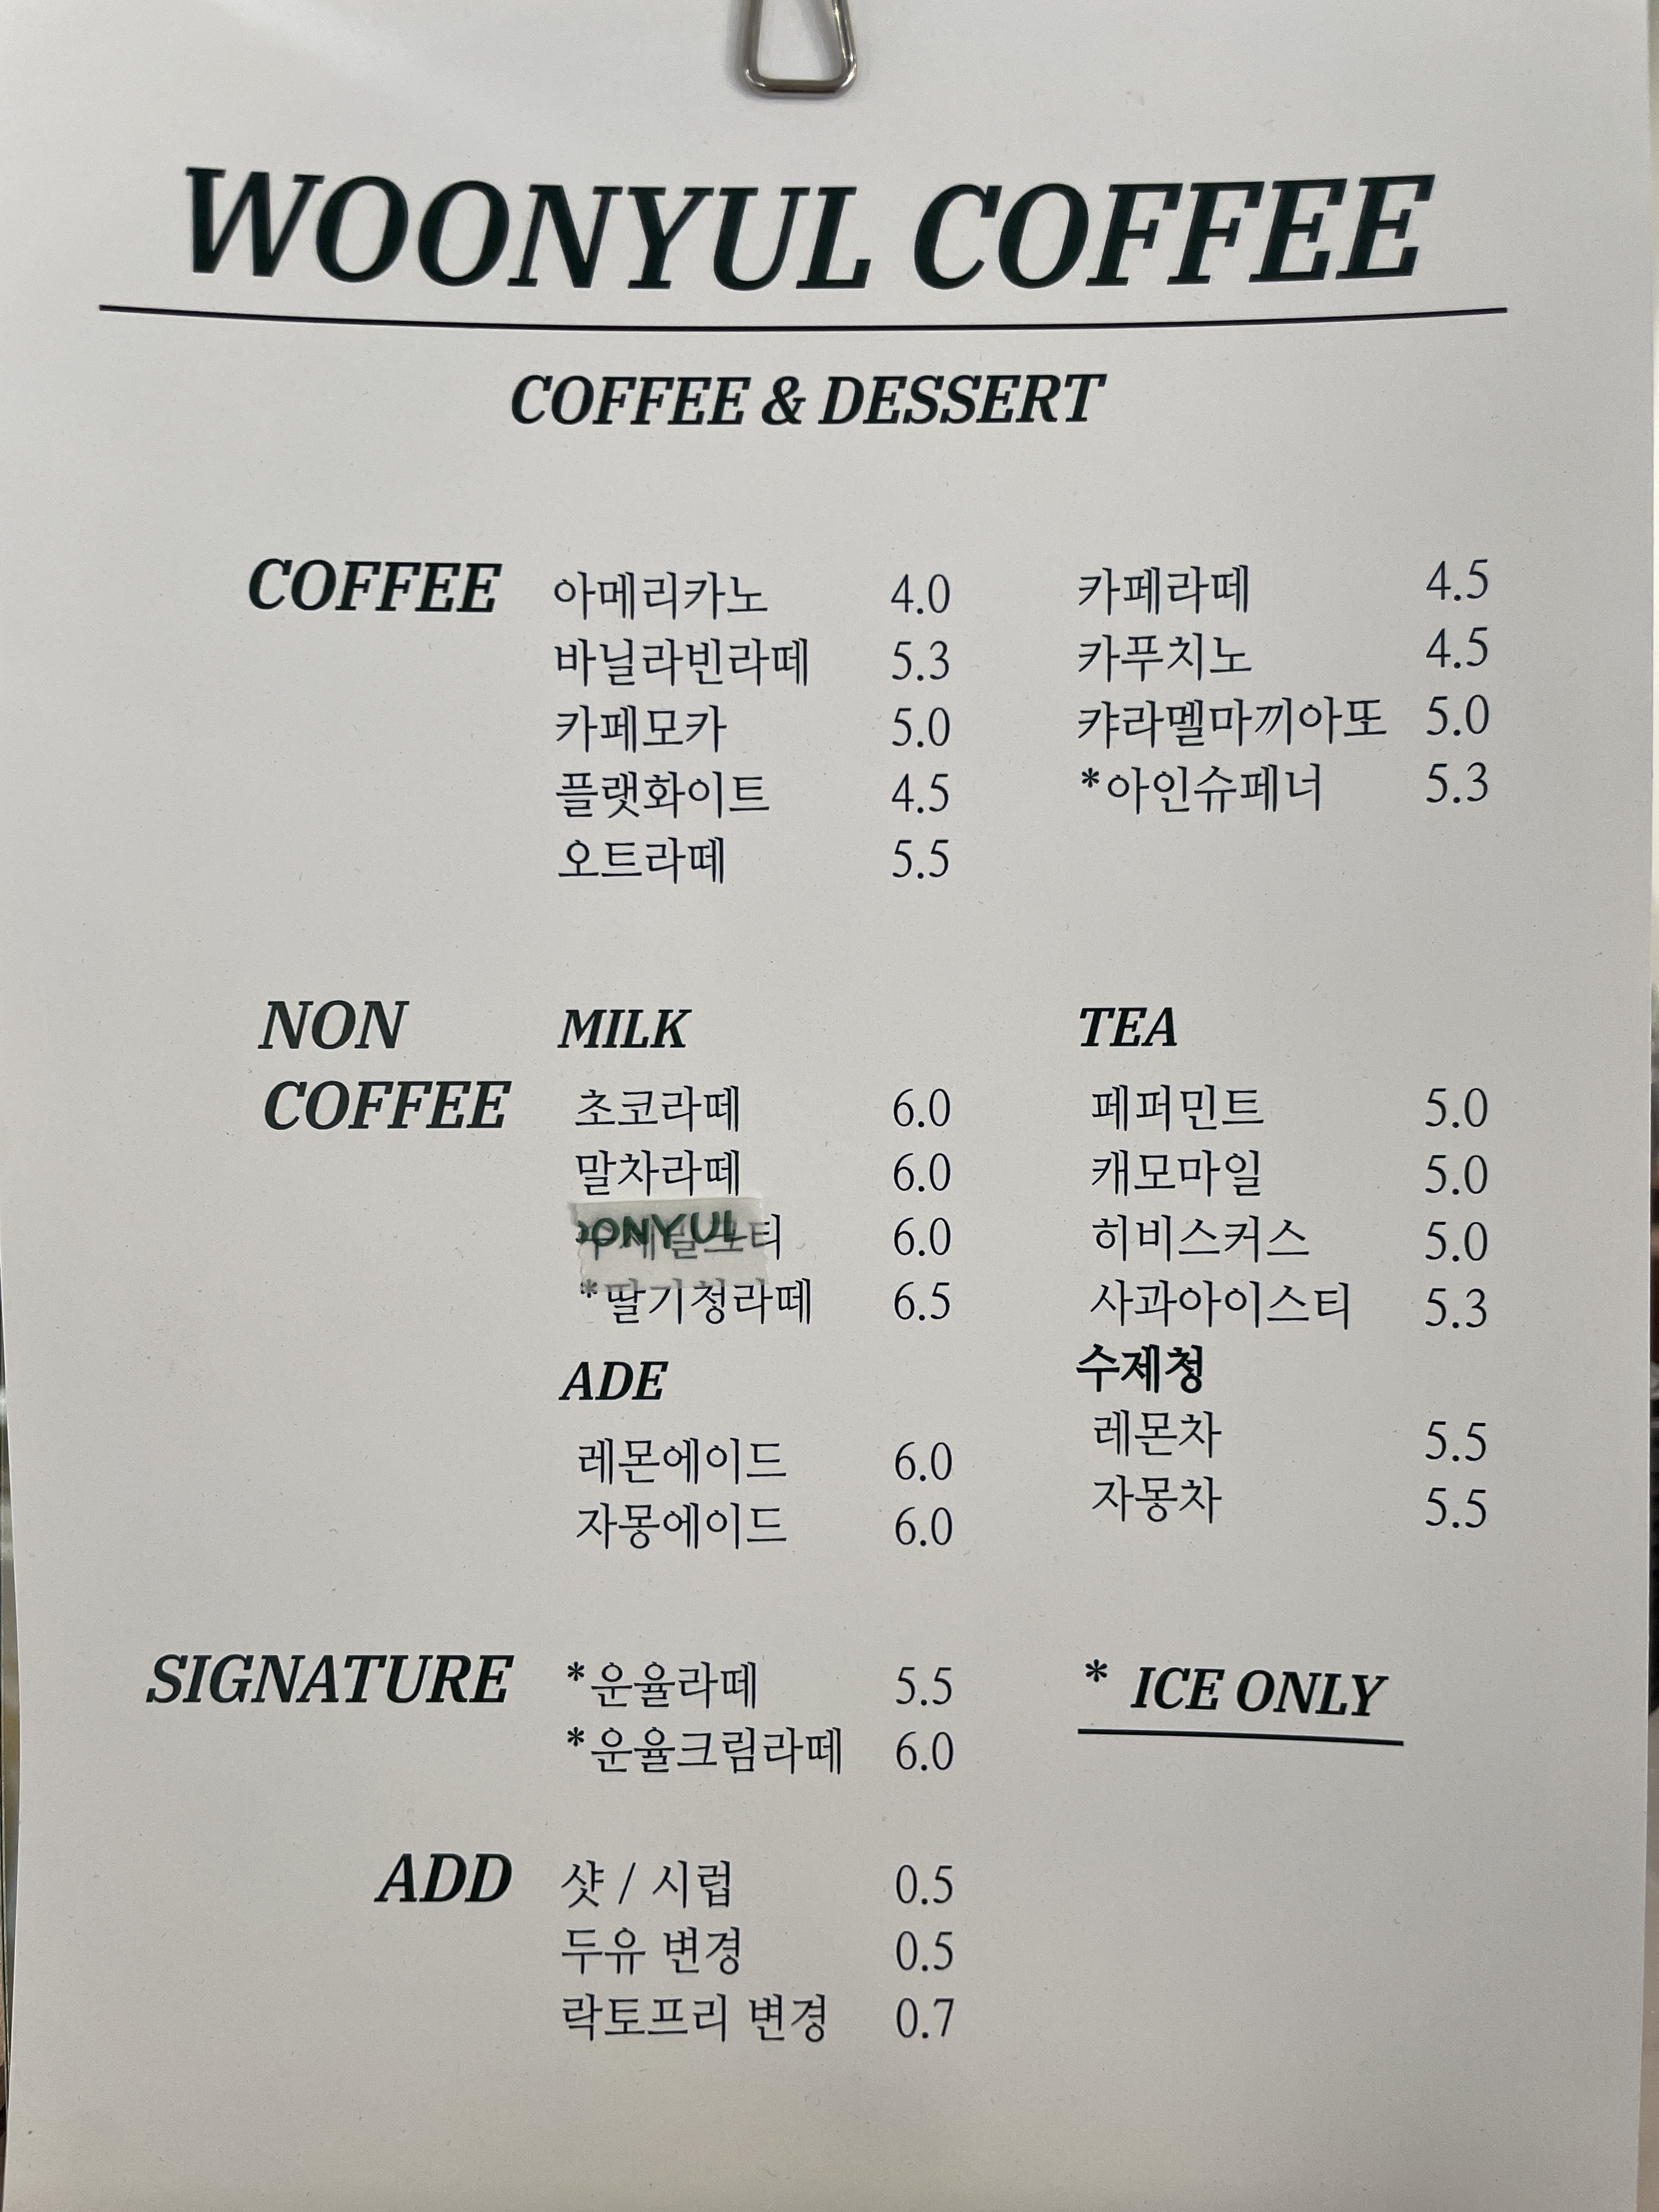 WOONYUL COFFEE
COFFEE & DESSERT
COFFEE
아메리카노 4.0
바닐라빈라떼 5.3
카페모카 5.0
플랫화이트 4.5
오트라떼 5.5
카페라떼 4.5
카푸치노 4.5
캬라멜마끼아또 5.0
*아인슈페너 5.3
NON
COFFEE
MILK
초코라떼 6.0
말차라떼 6.0
6.0
*딸기청라떼 6.5
ADE
레몬에이드 6.0
자몽에이드 6.0
TEA
페퍼민트 5.0
캐모마일 5.0
히비스커스 5.0
사과아이스티 5.3
수제청
레몬차 5.5
자몽차 5.5
SIGNATURE
*운율라떼 5.5
*운율크림라떼 6.0
* ICE ONLY
ADD
샷 / 시럽 0.5
두유 변경 0.5
락토프리 변경 0.7